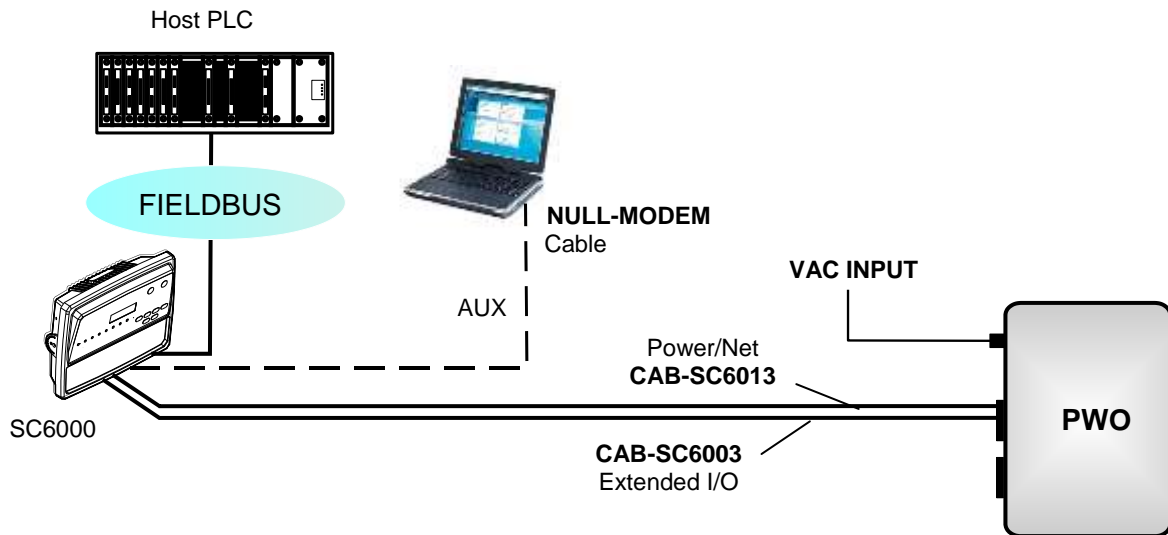 Host PLC
FIELDBUS
NULL-MODEM
Cable
VAC INPUT
AUX
Power/Net
CAB-SC6013
PWO
SC6000
CAB-SC6003
Extended I/O